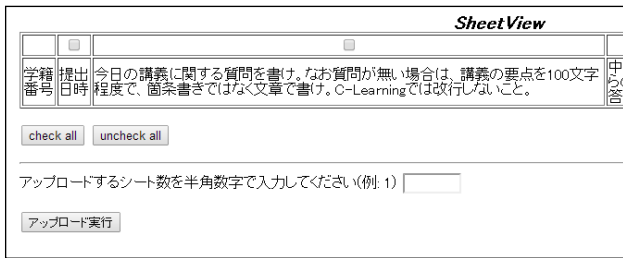 SheetView
学籍
番号
提出
日時
今日の講義に関する質問を書け。なお質問が無い場合は、講義の要点を100文字
程度で、箇条書きではなく文章で書け。C-Learningでは改行しないこと。
check all
uncheck all
アップロードするシート数を半角数字で入力してください(例: 1)
アップロード実行